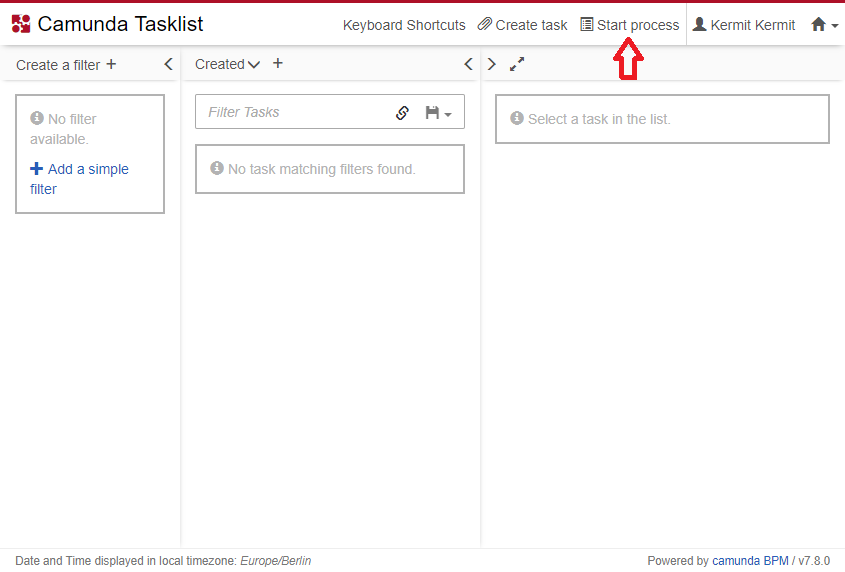 Camunda Tasklist
Keyboard Shortcuts
Create task
Start process
Kermit Kermit
Create a filter +
Created
+
No filter
available.
Add a simple
filter
Filter Tasks
No task matching filters found.
Select a task in the list.
Date and Time displayed in local timezone: Europe/Berlin
Powered by camunda BPM / v7.8.0